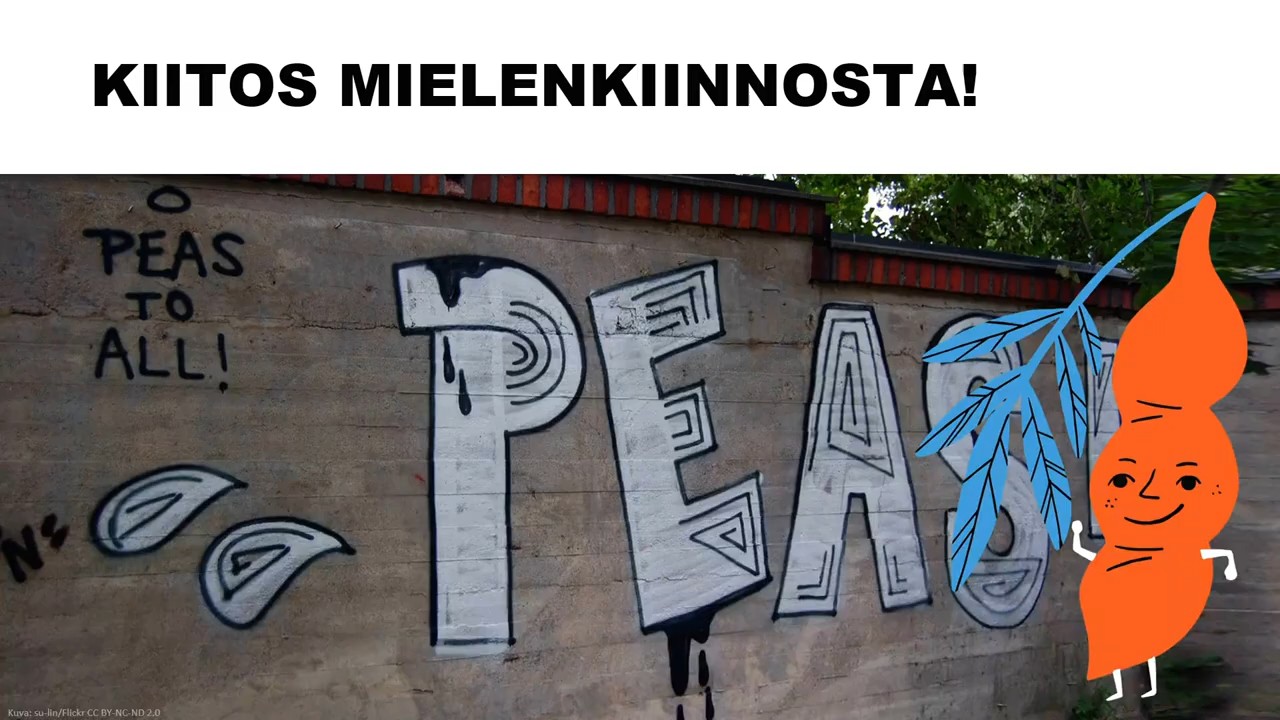 KIITOS MIELENKIINNOSTA!
PEAS
TO
ALL!
PEAS
Kuva: su-lin/Flickr CC BY-NC-ND 2.0